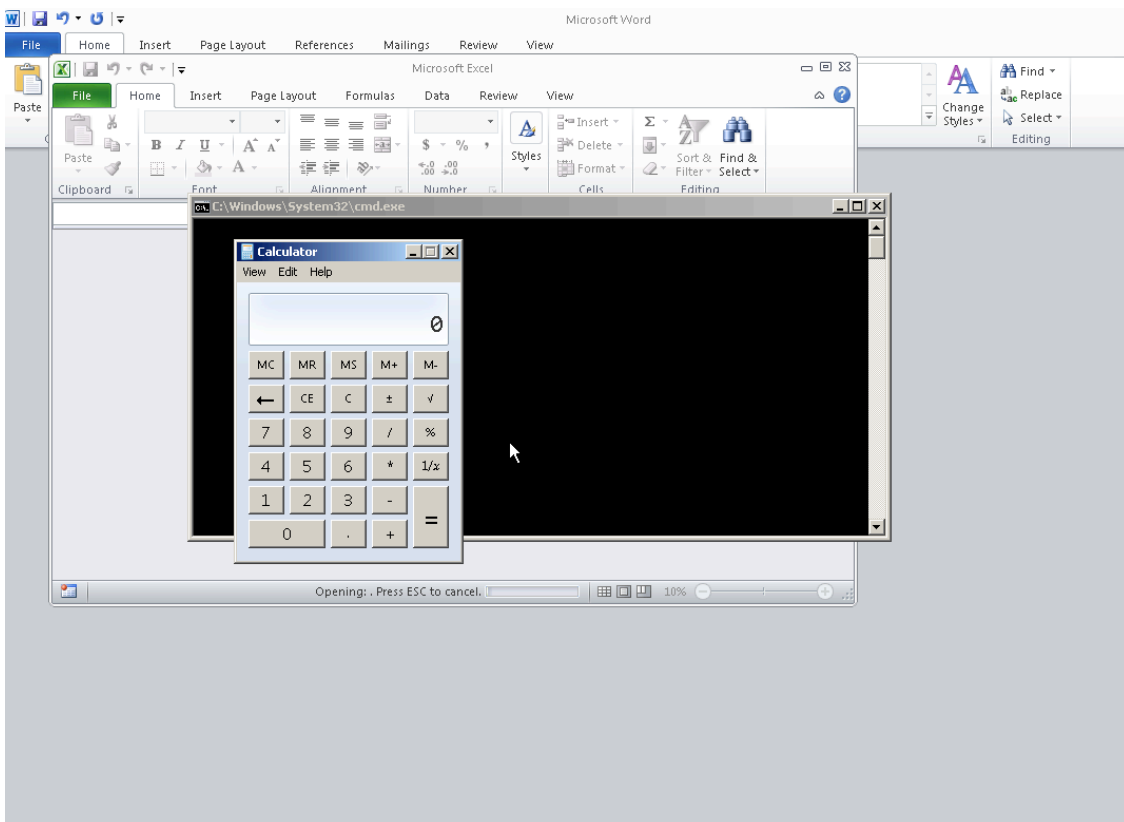 Microsoft Word
File Home Insert Page Layout References Mailings Review View
Microsoft Excel
File Home Insert Page Layout Formulas Data Review View
Find
Replace
Select
Editing
Change
Styles
Paste
Paste
Clipboard
B I U
Font
Alignment
$ % ,
Number
Styles
Insert
Delete
Format
Cells
Σ
Sort & Filter
Find & Select
Editing
C:\Windows\System32\cmd.exe
Calculator
View Edit Help
0
MC MR MS M+ M-
← CE C ± √
7 8 9 / %
4 5 6 * 1/x
1 2 3 -
0 . + =
Opening: . Press ESC to cancel.
10%